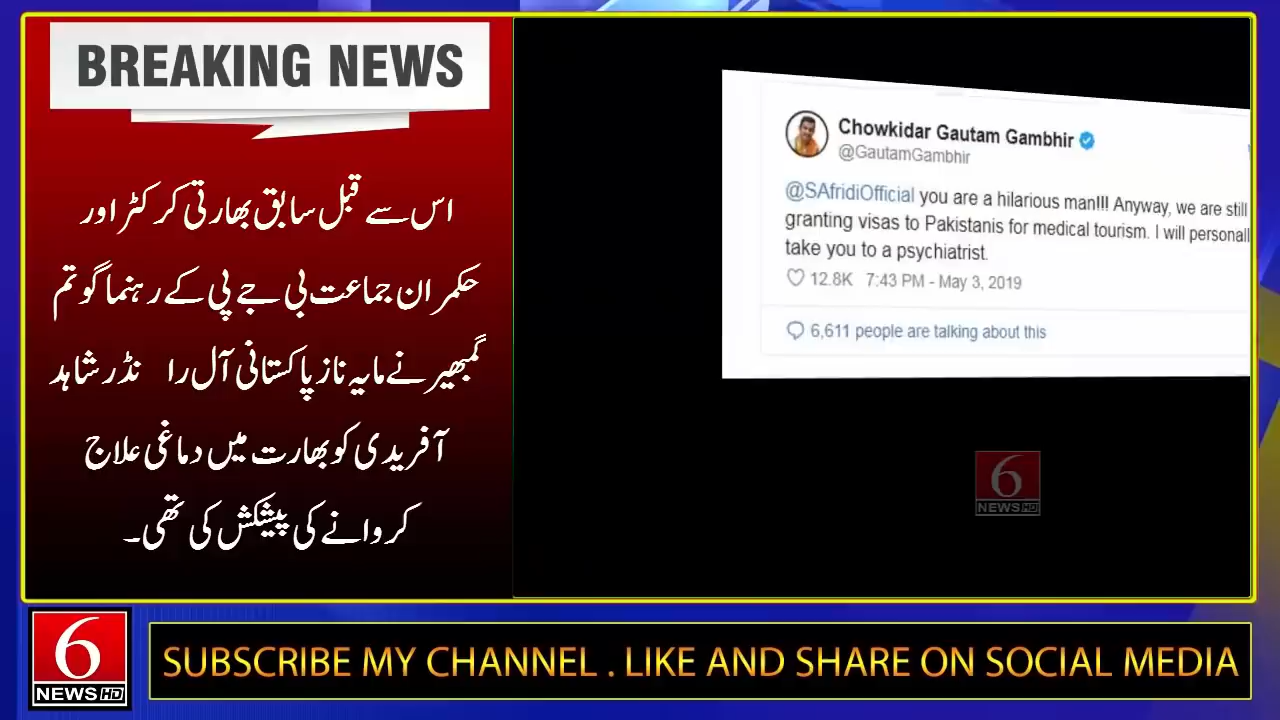 BREAKING NEWS
اس سے قبل سابق بھارتی کرکٹر اور
حکمران جماعت بی جے پی کے رہنما گوتم
گمبھیر نے مایہ ناز پاکستانی آل را نڈر شاہد
آفریدی کو بھارت میں دماغی علاج
کروانے کی پیشکش کی تھی۔
Chowkidar Gautam Gambhir
@GautamGambhir
@SAfridiOfficial you are a hilarious man!!! Anyway, we are still
granting visas to Pakistanis for medical tourism. I will personall
take you to a psychiatrist.
12.8K 7:43 PM - May 3, 2019
6,611 people are talking about this
6
NEWS HD
6
NEWS HD
SUBSCRIBE MY CHANNEL . LIKE AND SHARE ON SOCIAL MEDIA